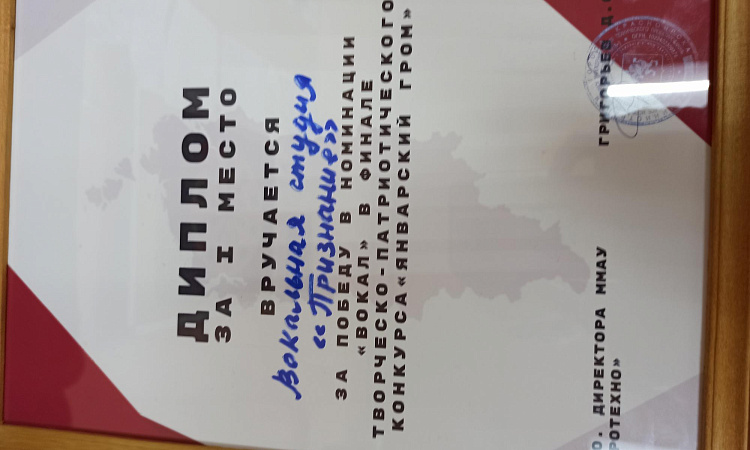 ДИПЛОМ
ЗА I МЕСТО
ВРУЧАЕТСЯ
Вокальная студия
«Признание»
ЗА ПОБЕДУ В НОМИНАЦИИ
«ВОКАЛ» В ФИНАЛЕ
ТВОРЧЕСКО-ПАТРИОТИЧЕСКОГО
КОНКУРСА «ЯНВАРСКИЙ ГРОМ»
О. ДИРЕКТОРА ММАУ ГРИГОРЬЕВ Д.
РОТЕХНО»